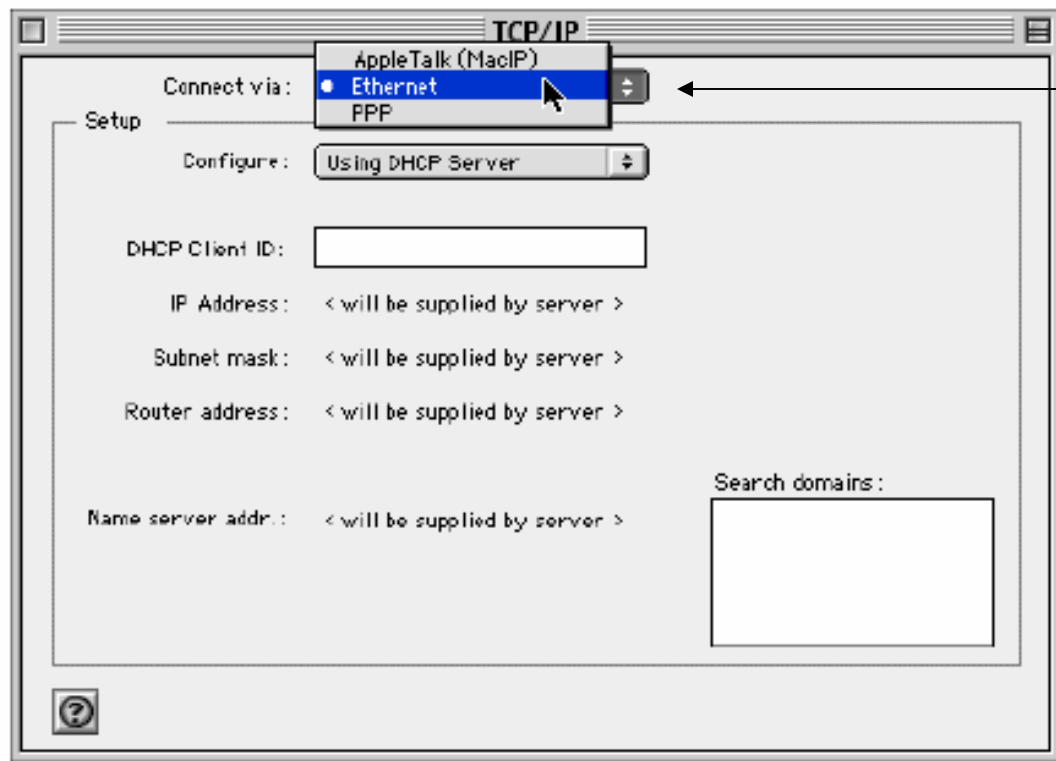 TCP/IP
AppleTalk (MacIP)
Connect via: Ethernet
PPP
Setup
Configure: Using DHCP Server
DHCP Client ID:
IP Address: < will be supplied by server >
Subnet mask: < will be supplied by server >
Router address: < will be supplied by server >
Search domains:
Name server addr.: < will be supplied by server >
?